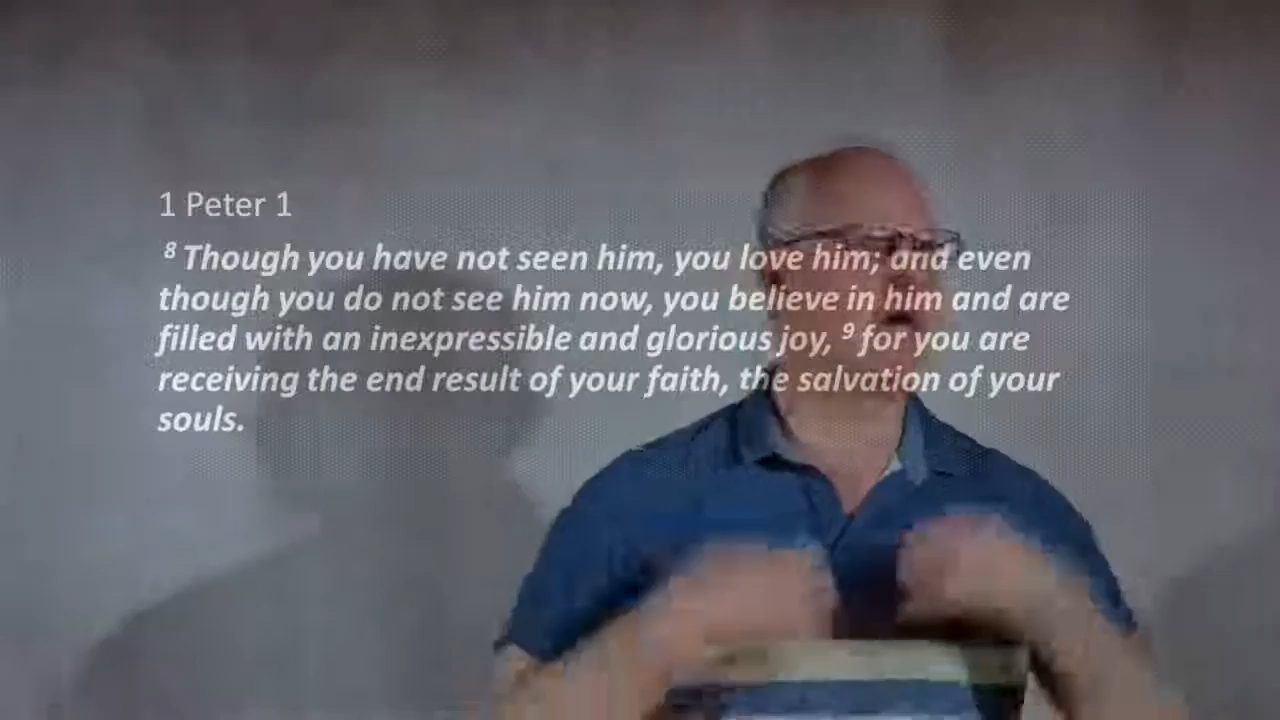 1 Peter 1
8 Though you have not seen him, you love him; and even
though you do not see him now, you believe in him and are
filled with an inexpressible and glorious joy, 9 for you are
receiving the end result of your faith, the salvation of your
souls.